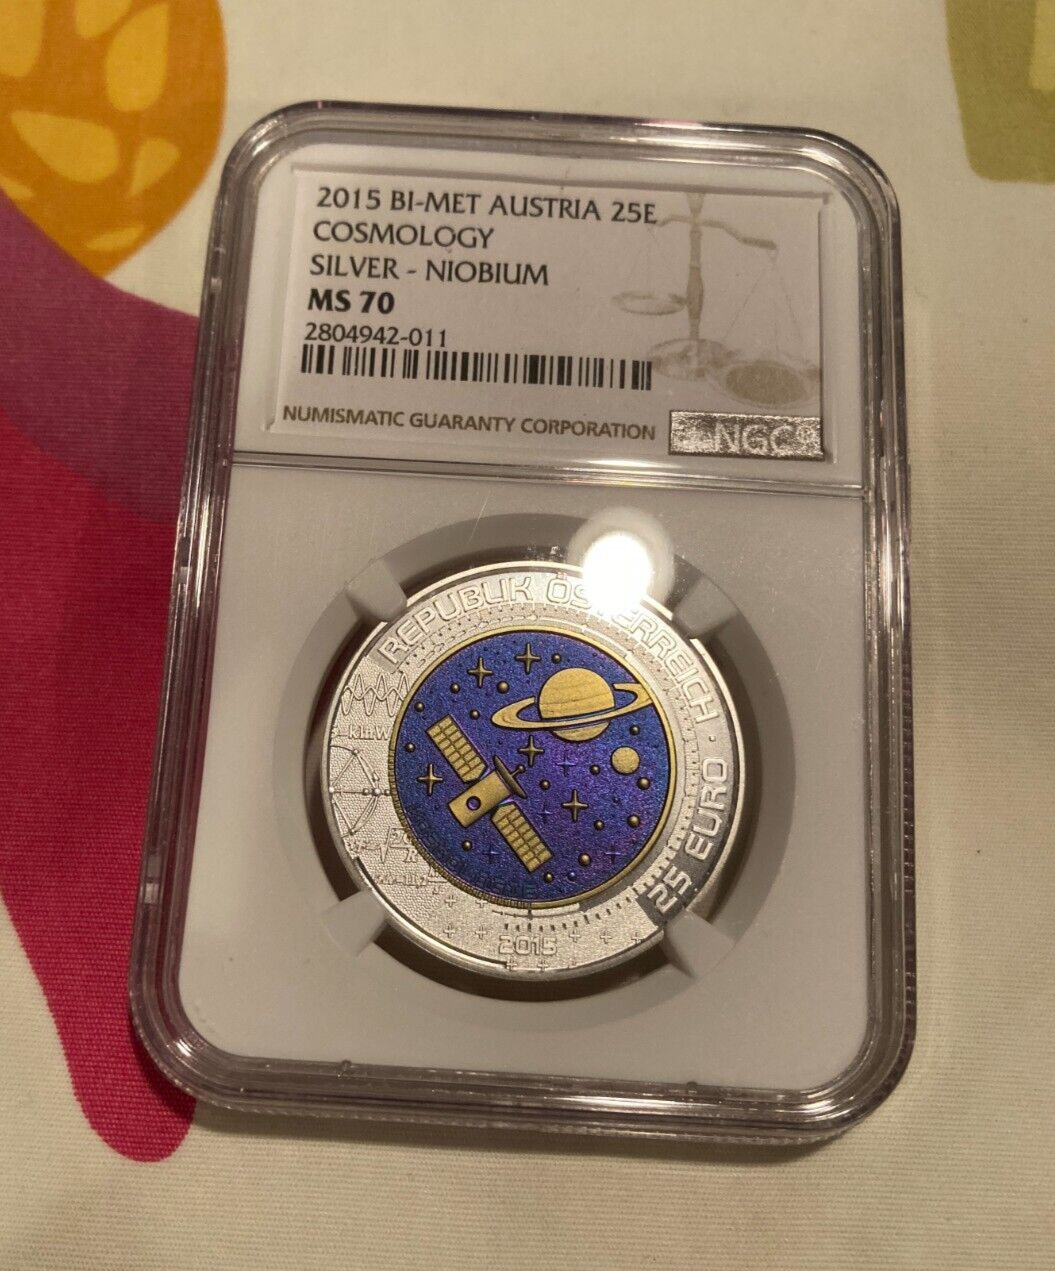 2015 BI-MET AUSTRIA 25E
COSMOLOGY
SILVER - NIOBIUM
MS 70
2804942-011
NUMISMATIC GUARANTY CORPORATION
NGC®
REPUBLIK ÖSTERREICH · 25 EURO
2015